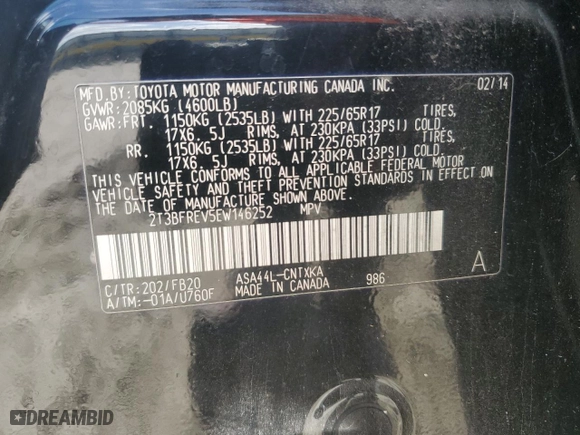 MFD.BY:TOYOTA MOTOR MANUFACTURING CANADA INC. 02/14
GVWR:2085KG (4600LB)
GAWR:FRT. 1150KG (2535LB) WITH 225/65R17 TIRES,
17X6.5J RIMS, AT 230KPA (33PSI) COLD
RR. 1150KG (2535LB) WITH 225/65R17 TIRES,
17X6.5J RIMS, AT 230KPA (33PSI) COLD
THIS VEHICLE CONFORMS TO ALL APPLICABLE FEDERAL MOTOR
VEHICLE SAFETY AND THEFT PREVENTION STANDARDS IN EFFECT ON
THE DATE OF MANUFACTURE SHOWN ABOVE.
2T3BFREV5EW146252 MPV
C/TR:202/FB20 ASA44L-CNTXKA A
A/TM:-01A/U760F MADE IN CANADA 986
DREAMBID